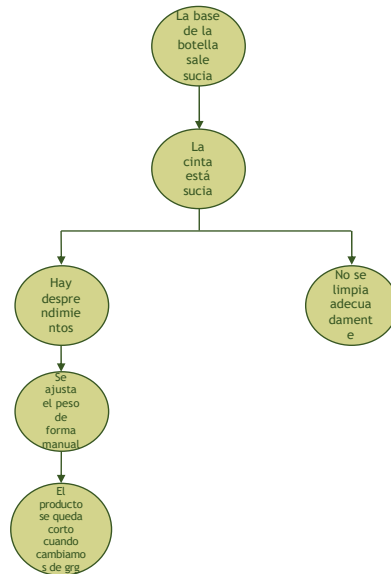 La base
de la
botella
sale
sucia
La
cinta
está
sucia
Hay
despre
ndimie
ntos
No se
limpia
adecua
dament
e
Se
ajusta
el peso
de
forma
manual
El
producto
se queda
corto
cuando
cambiamo
s de grg